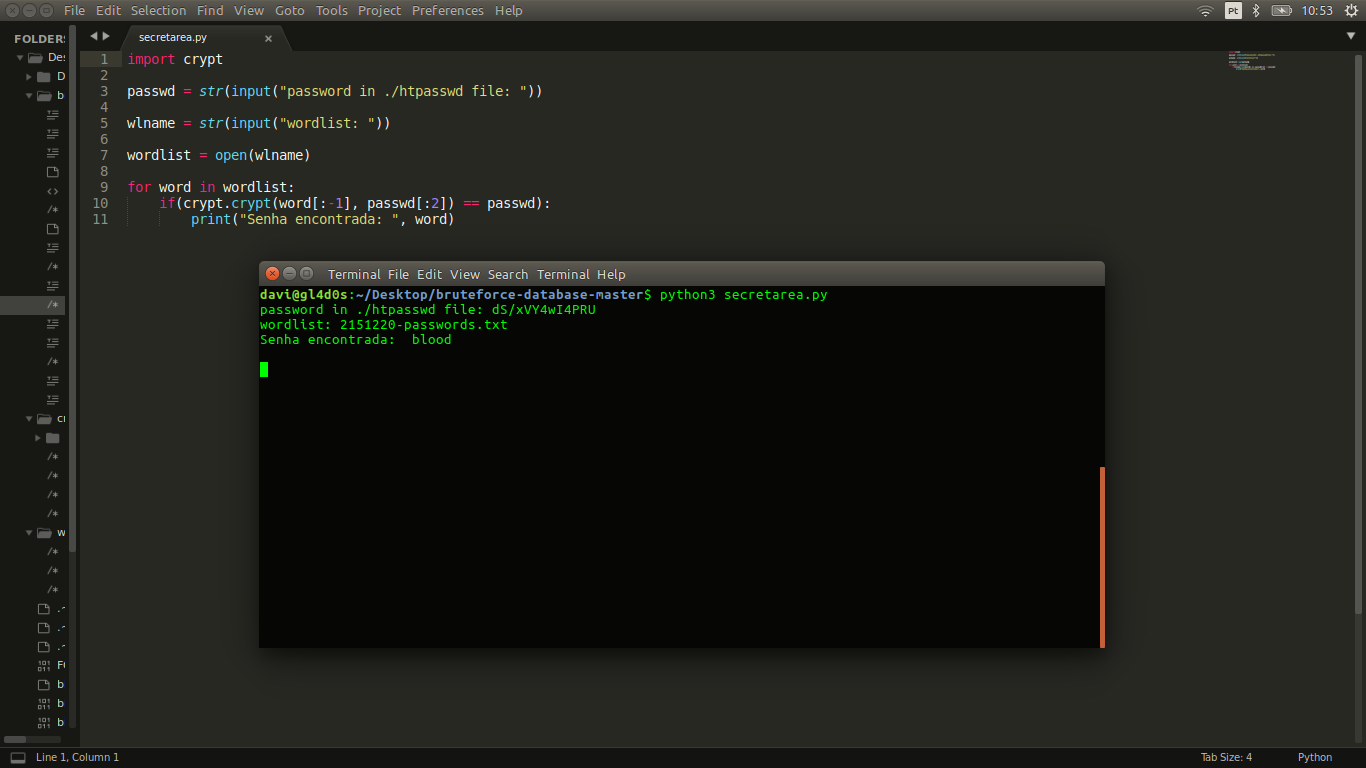 File Edit Selection Find View Goto Tools Project Preferences Help
Pt 10:53
FOLDERS
secretarea.py
Des
D
b
1 import crypt
2
3 passwd = str(input("password in ./htpasswd file: "))
4
5 wlname = str(input("wordlist: "))
6
7 wordlist = open(wlname)
8
9 for word in wordlist:
10 if(crypt.crypt(word[:-1], passwd[:2]) == passwd):
11 print("Senha encontrada: ", word)
Terminal File Edit View Search Terminal Help
davi@gl4d0s:~/Desktop/bruteforce-database-master$ python3 secretarea.py
password in ./htpasswd file: dS/xVY4wI4PRU
wordlist: 2151220-passwords.txt
Senha encontrada:  blood
w
b
b
b
Line 1, Column 1
Tab Size: 4
Python